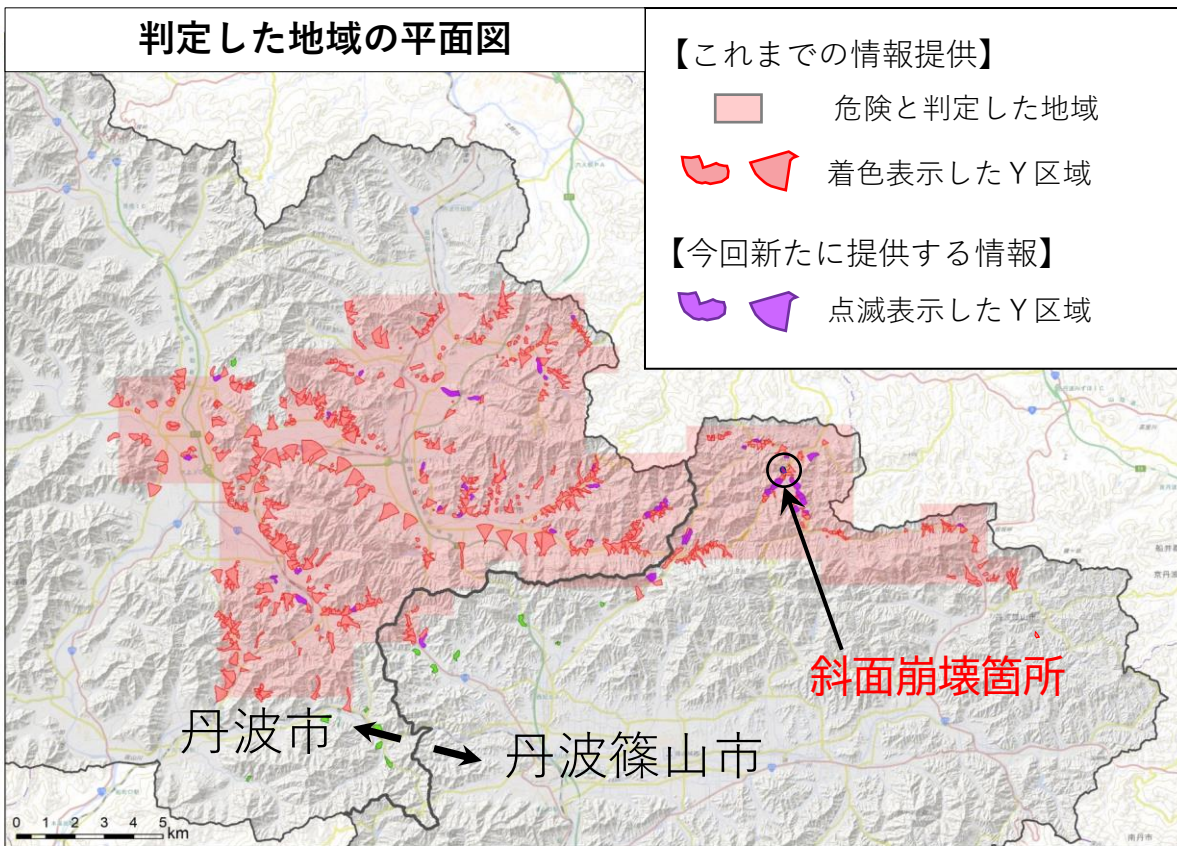 判定した地域の平面図
【これまでの情報提供】
危険と判定した地域
着色表示したY区域
【今回新たに提供する情報】
点滅表示したY区域
斜面崩壊箇所
丹波市
丹波篠山市
0 1 2 3 4 5
km
南丹市